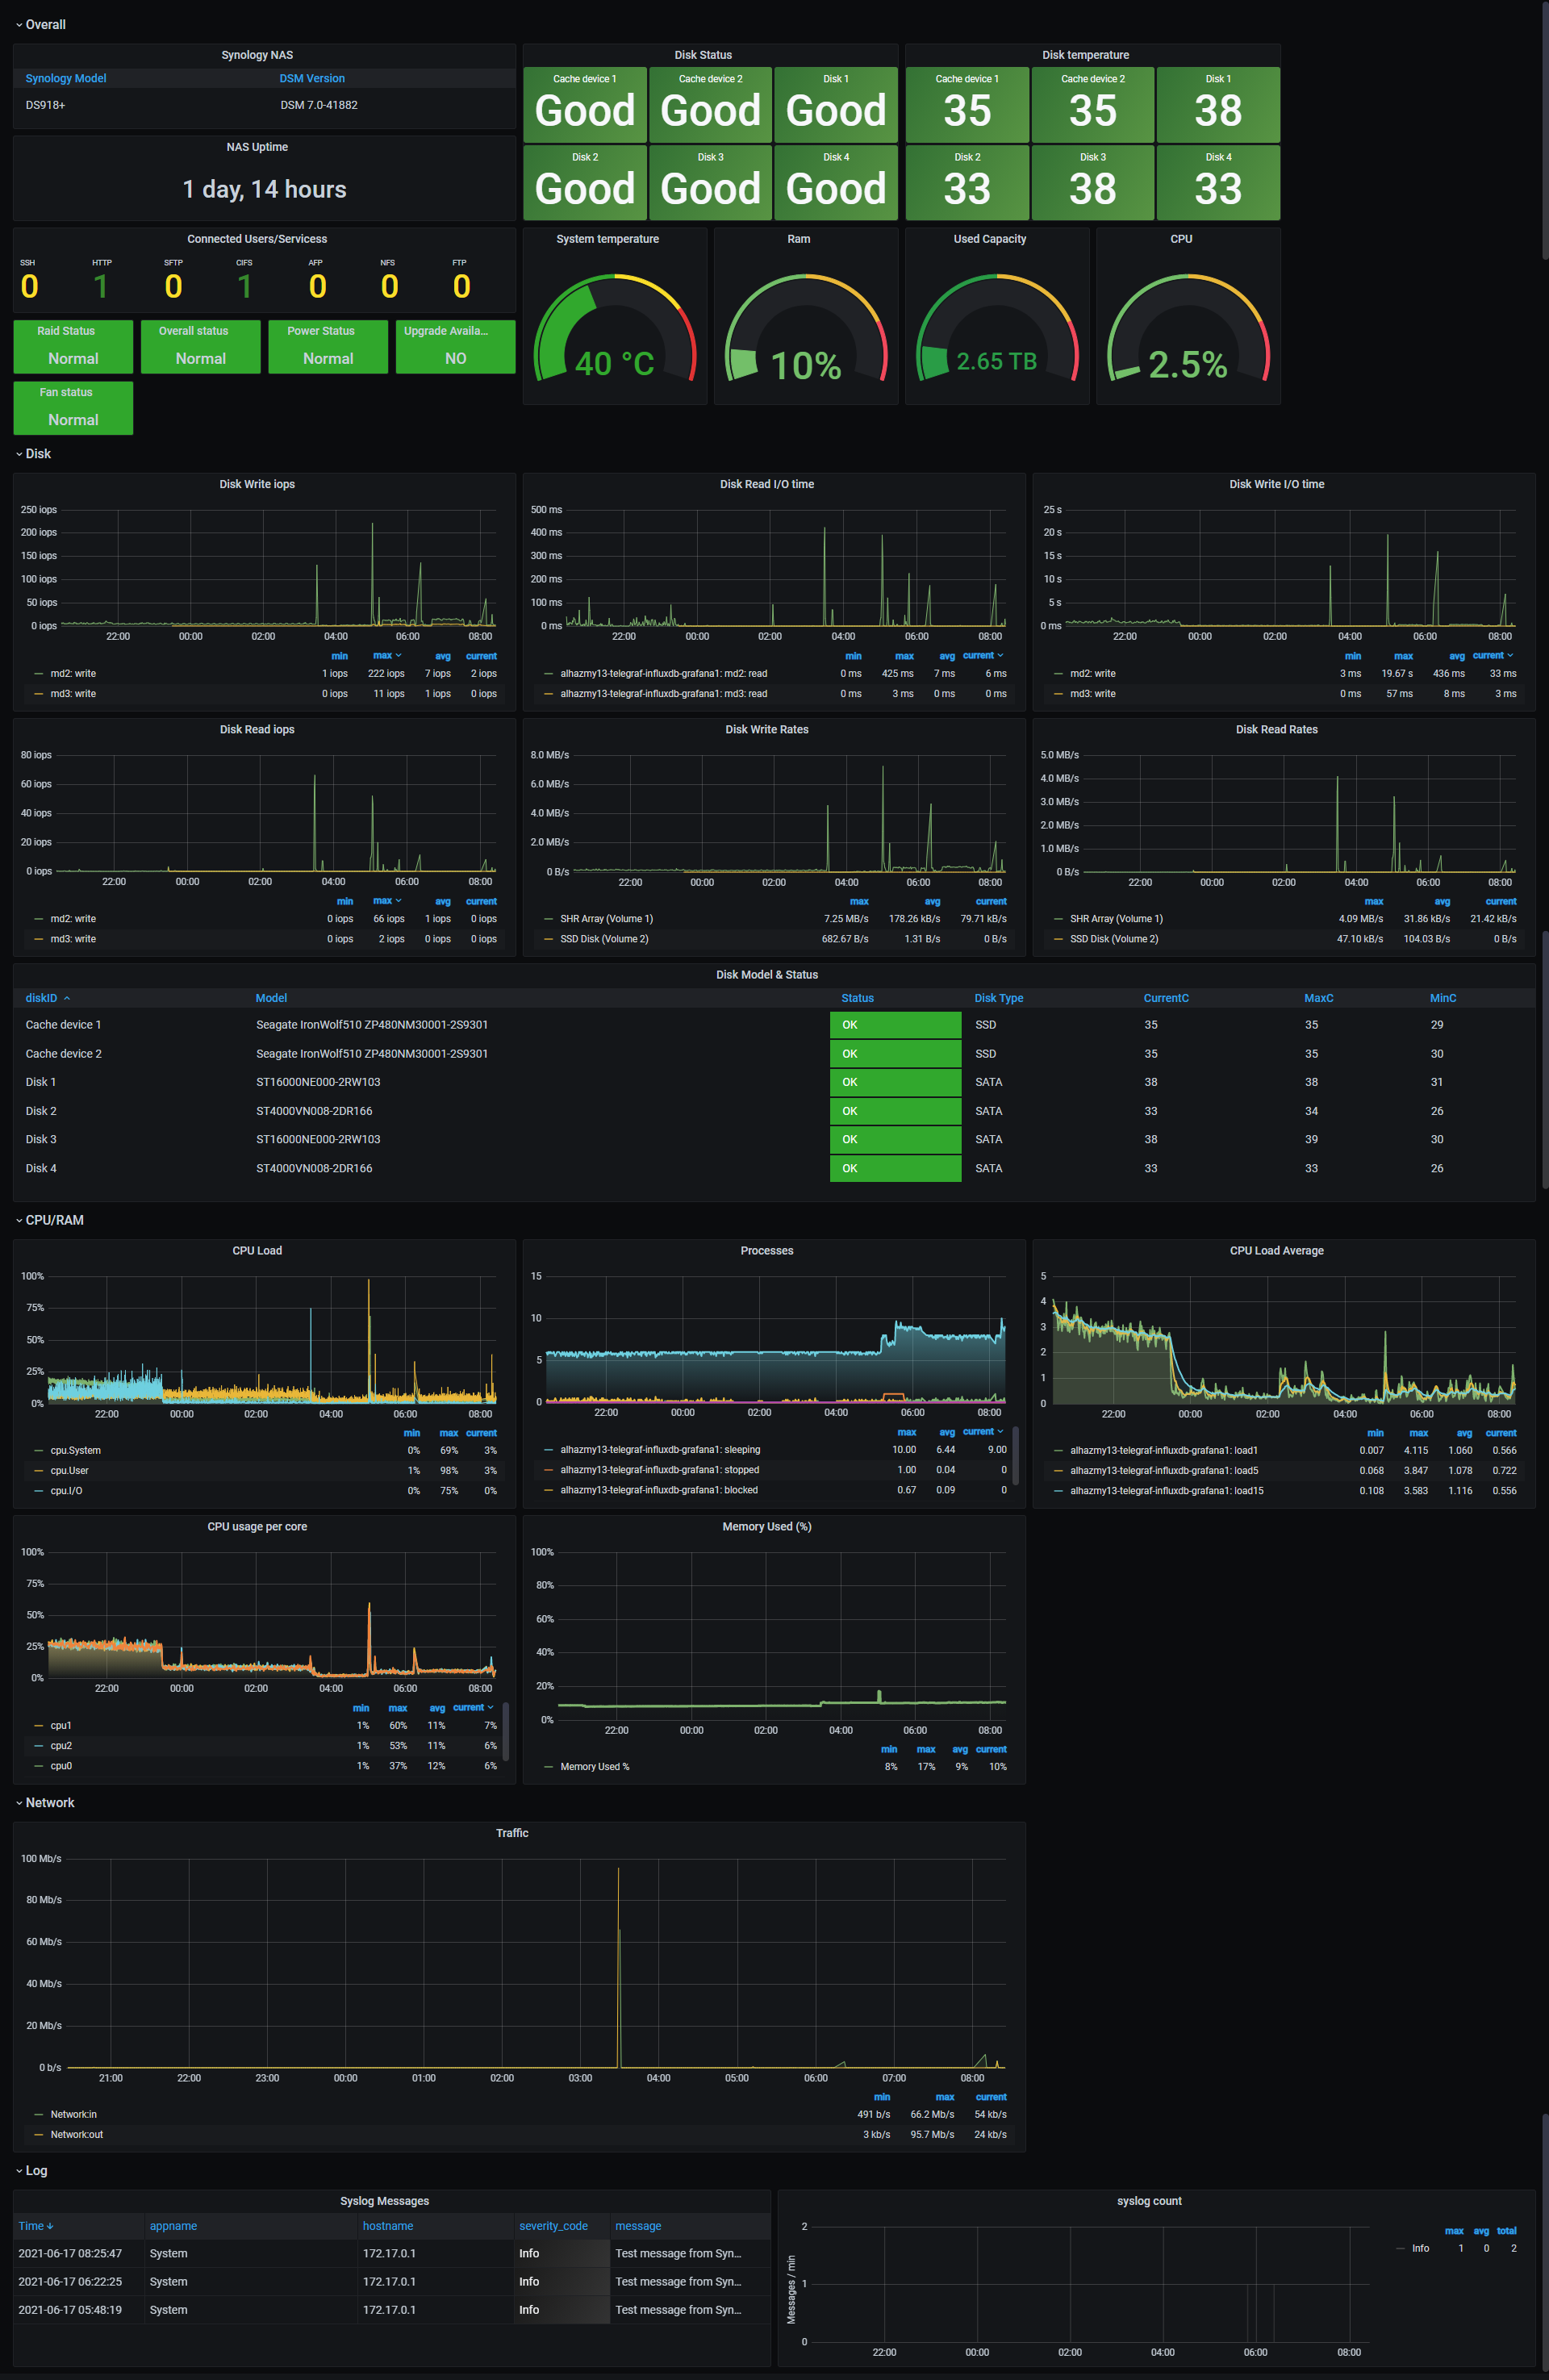 Overall
Synology NAS
Synology Model DSM Version
DS918+ DSM 7.0-41882
NAS Uptime
1 day, 14 hours
Connected Users/Servicess
SSH HTTP SFTP CIFS AFP NFS FTP
0 1 0 1 0 0 0
Raid Status Overall status Power Status Upgrade Availa...
Normal Normal Normal NO
Fan status
Normal
Disk Status
Cache device 1 Cache device 2 Disk 1
Good Good Good
Disk 2 Disk 3 Disk 4
Good Good Good
Disk temperature
Cache device 1 Cache device 2 Disk 1
35 35 38
Disk 2 Disk 3 Disk 4
33 38 33
System temperature Ram Used Capacity CPU
40 °C 10% 2.65 TB 2.5%
Disk
Disk Write iops
250 iops
200 iops
150 iops
100 iops
50 iops
0 iops
22:00 00:00 02:00 04:00 06:00 08:00
min max avg current
md2: write 1 iops 222 iops 7 iops 2 iops
md3: write 0 iops 11 iops 1 iops 0 iops
Disk Read I/O time
500 ms
400 ms
300 ms
200 ms
100 ms
0 ms
22:00 00:00 02:00 04:00 06:00 08:00
min max avg current
alhazmy13-telegraf-influxdb-grafana1: md2: read 0 ms 425 ms 7 ms 6 ms
alhazmy13-telegraf-influxdb-grafana1: md3: read 0 ms 3 ms 0 ms 0 ms
Disk Write I/O time
25 s
20 s
15 s
10 s
5 s
0 ms
22:00 00:00 02:00 04:00 06:00 08:00
min max avg current
md2: write 3 ms 19.67 s 436 ms 33 ms
md3: write 0 ms 57 ms 8 ms 3 ms
Disk Read iops
80 iops
60 iops
40 iops
20 iops
0 iops
22:00 00:00 02:00 04:00 06:00 08:00
min max avg current
md2: write 0 iops 66 iops 1 iops 0 iops
md3: write 0 iops 2 iops 0 iops 0 iops
Disk Write Rates
8.0 MB/s
6.0 MB/s
4.0 MB/s
2.0 MB/s
0 B/s
22:00 00:00 02:00 04:00 06:00 08:00
max avg current
SHR Array (Volume 1) 7.25 MB/s 178.26 kB/s 79.71 kB/s
SSD Disk (Volume 2) 682.67 B/s 1.31 B/s 0 B/s
Disk Read Rates
5.0 MB/s
4.0 MB/s
3.0 MB/s
2.0 MB/s
1.0 MB/s
0 B/s
22:00 00:00 02:00 04:00 06:00 08:00
max avg current
SHR Array (Volume 1) 4.09 MB/s 31.86 kB/s 21.42 kB/s
SSD Disk (Volume 2) 47.10 kB/s 104.03 B/s 0 B/s
Disk Model & Status
diskID Model Status Disk Type CurrentC MaxC MinC
Cache device 1 Seagate IronWolf510 ZP480NM30001-2S9301 OK SSD 35 35 29
Cache device 2 Seagate IronWolf510 ZP480NM30001-2S9301 OK SSD 35 35 30
Disk 1 ST16000NE000-2RW103 OK SATA 38 38 31
Disk 2 ST4000VN008-2DR166 OK SATA 33 34 26
Disk 3 ST16000NE000-2RW103 OK SATA 38 39 30
Disk 4 ST4000VN008-2DR166 OK SATA 33 33 26
CPU/RAM
CPU Load
100%
75%
50%
25%
0%
22:00 00:00 02:00 04:00 06:00 08:00
min max current
cpu.System 0% 69% 3%
cpu.User 1% 98% 3%
cpu.I/O 0% 75% 0%
Processes
15
10
5
0
22:00 00:00 02:00 04:00 06:00 08:00
max avg current
alhazmy13-telegraf-influxdb-grafana1: sleeping 10.00 6.44 9.00
alhazmy13-telegraf-influxdb-grafana1: stopped 1.00 0.04 0
alhazmy13-telegraf-influxdb-grafana1: blocked 0.67 0.09 0
CPU Load Average
5
4
3
2
1
0
22:00 00:00 02:00 04:00 06:00 08:00
min max avg current
alhazmy13-telegraf-influxdb-grafana1: load1 0.007 4.115 1.060 0.566
alhazmy13-telegraf-influxdb-grafana1: load5 0.068 3.847 1.078 0.722
alhazmy13-telegraf-influxdb-grafana1: load15 0.108 3.583 1.116 0.556
CPU usage per core
100%
75%
50%
25%
0%
22:00 00:00 02:00 04:00 06:00 08:00
min max avg current
cpu1 1% 60% 11% 7%
cpu2 1% 53% 11% 6%
cpu0 1% 37% 12% 6%
Memory Used (%)
100%
80%
60%
40%
20%
0%
22:00 00:00 02:00 04:00 06:00 08:00
min max avg current
Memory Used % 8% 17% 9% 10%
Network
Traffic
100 Mb/s
80 Mb/s
60 Mb/s
40 Mb/s
20 Mb/s
0 b/s
21:00 22:00 23:00 00:00 01:00 02:00 03:00 04:00 05:00 06:00 07:00 08:00
min max current
Network:in 491 b/s 66.2 Mb/s 54 kb/s
Network:out 3 kb/s 95.7 Mb/s 24 kb/s
Log
Syslog Messages
Time appname hostname severity_code message
2021-06-17 08:25:47 System 172.17.0.1 Info Test message from Syn...
2021-06-17 06:22:25 System 172.17.0.1 Info Test message from Syn...
2021-06-17 05:48:19 System 172.17.0.1 Info Test message from Syn...
syslog count
Messages / min
2
1
0
22:00 00:00 02:00 04:00 06:00 08:00
max avg total
Info 1 0 2